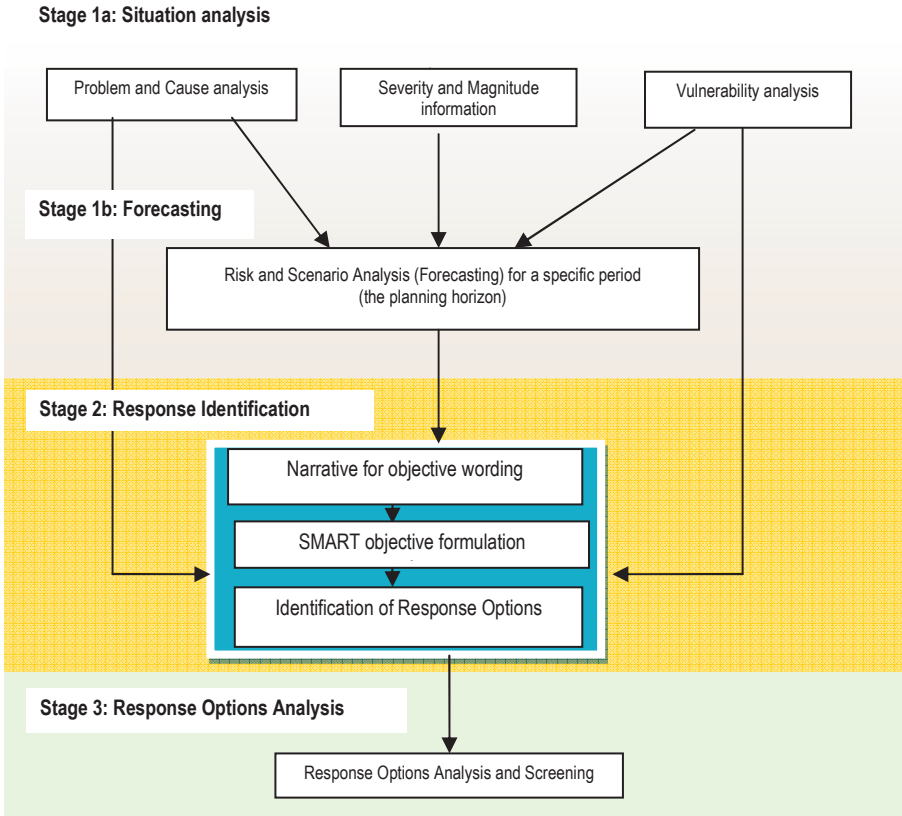 Stage 1a: Situation analysis
Problem and Cause analysis
Severity and Magnitude
information
Vulnerability analysis
Stage 1b: Forecasting
Risk and Scenario Analysis (Forecasting) for a specific period
(the planning horizon)
Stage 2: Response Identification
Narrative for objective wording
SMART objective formulation
Identification of Response Options
Stage 3: Response Options Analysis
Response Options Analysis and Screening